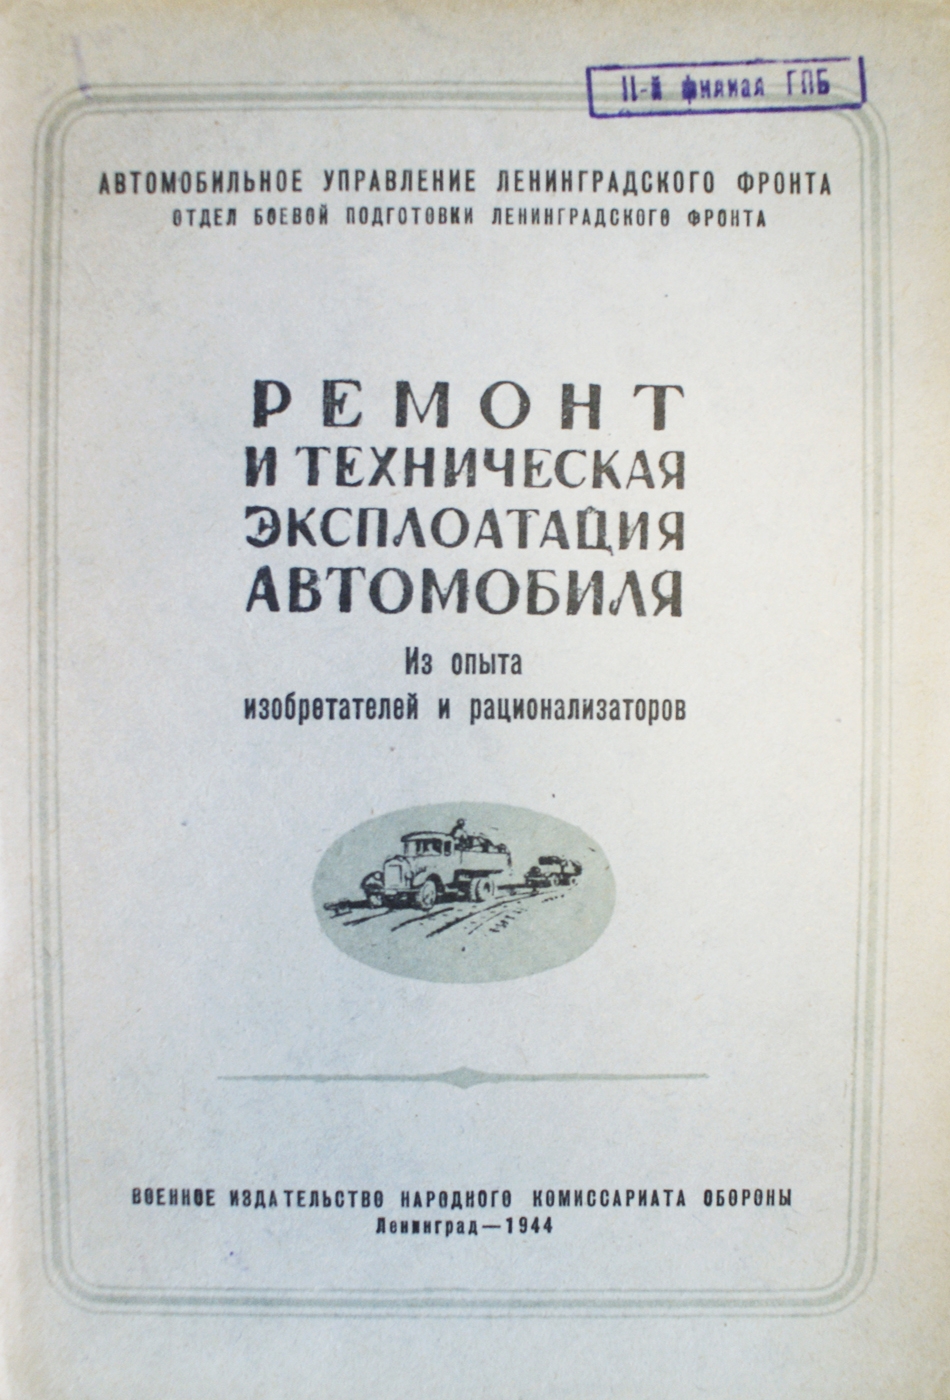 II-й филиал ГПБ
АВТОМОБИЛЬНОЕ УПРАВЛЕНИЕ ЛЕНИНГРАДСКОГО ФРОНТА
ОТДЕЛ БОЕВОЙ ПОДГОТОВКИ ЛЕНИНГРАДСКОГО ФРОНТА
РЕМОНТ
И ТЕХНИЧЕСКАЯ
ЭКСПЛОАТАЦИЯ
АВТОМОБИЛЯ
Из опыта
изобретателей и рационализаторов
ВОЕННОЕ ИЗДАТЕЛЬСТВО НАРОДНОГО КОМИССАРИАТА ОБОРОНЫ
Ленинград—1944